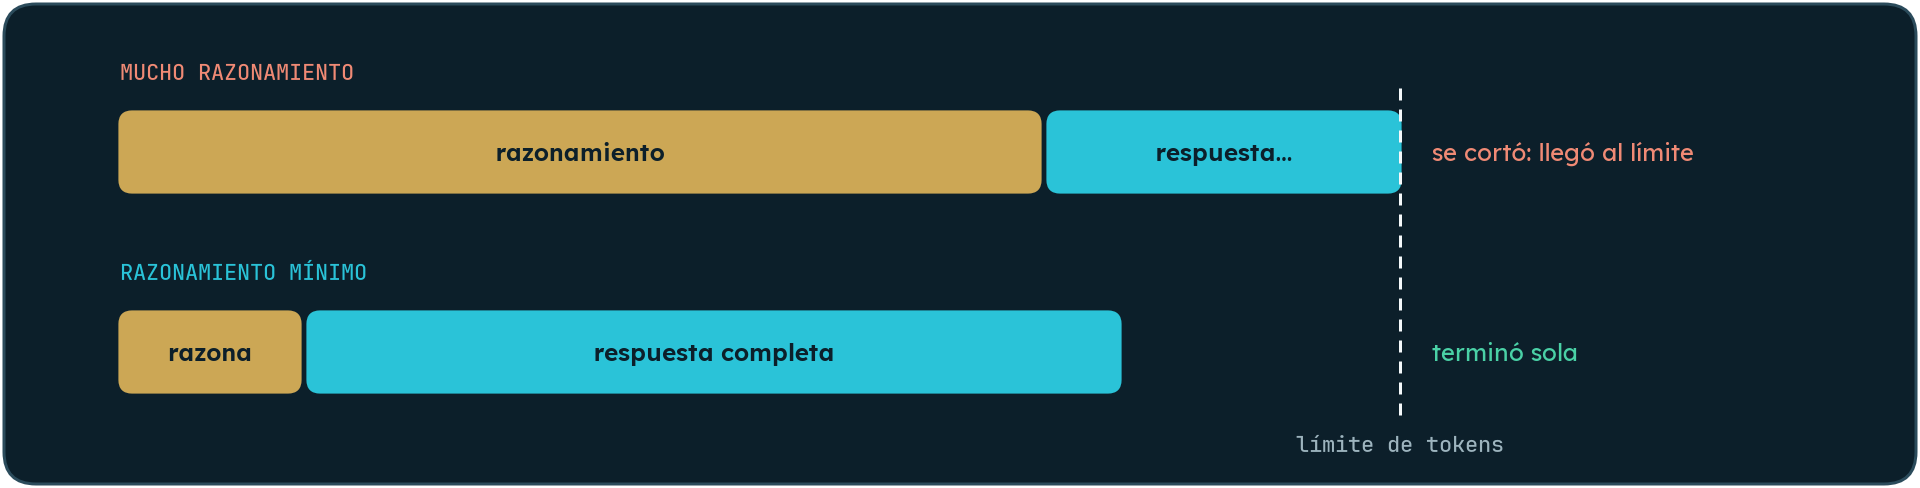 MUCHO RAZONAMIENTO
razonamiento
respuesta...
se cortó: llegó al límite
RAZONAMIENTO MÍNIMO
razona
respuesta completa
terminó sola
límite de tokens